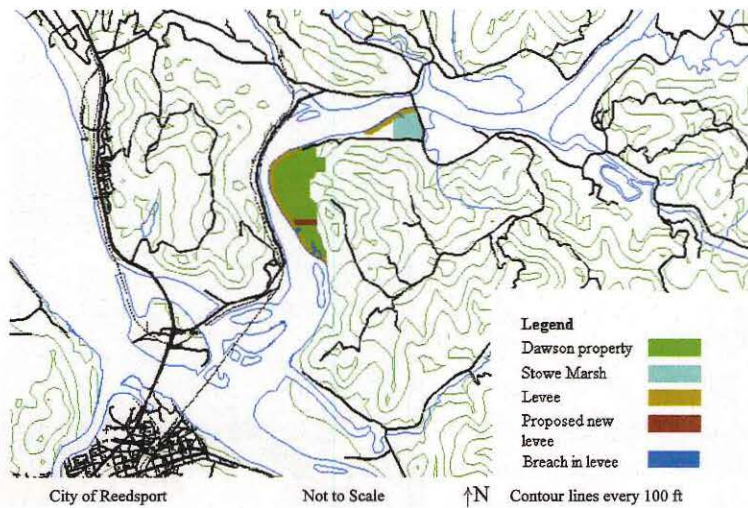 Legend
Dawson property
Stowe Marsh
Levee
Proposed new
levee
Breach in levee
City of Reedsport
Not to Scale
↑N
Contour lines every 100 ft